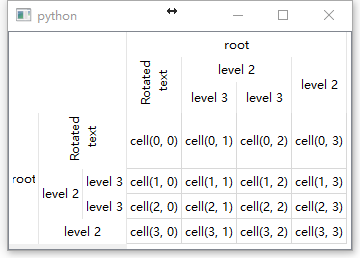 python
root
Rotated
text
level 2
level 2
level 3
level 3
Rotated
text
cell(0, 0) cell(0, 1) cell(0, 2) cell(0, 3)
root
level 2
level 3
cell(1, 0) cell(1, 1) cell(1, 2) cell(1, 3)
level 3
cell(2, 0) cell(2, 1) cell(2, 2) cell(2, 3)
level 2
cell(3, 0) cell(3, 1) cell(3, 2) cell(3, 3)